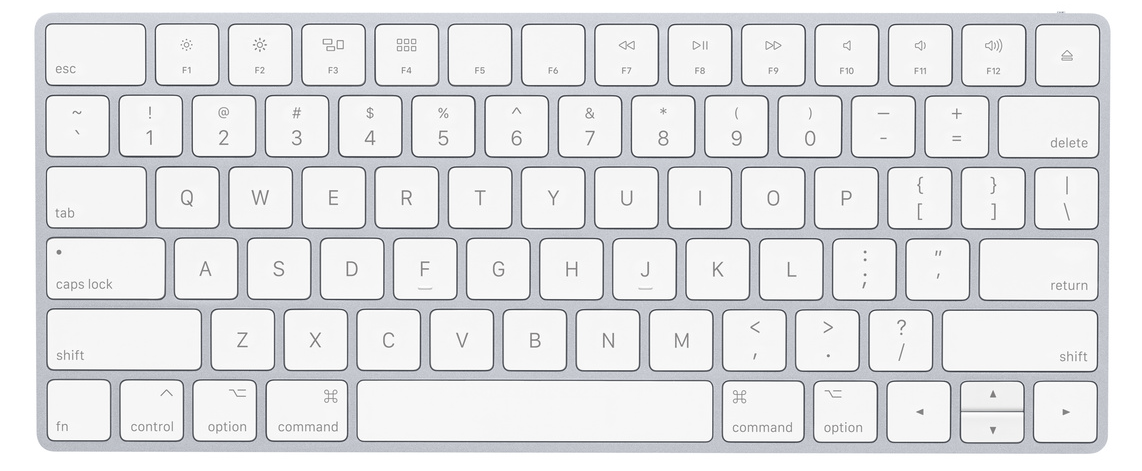 esc F1 F2 F3 F4 F5 F6 F7 F8 F9 F10 F11 F12
~ ! @ # $ % ^ & * ( ) — +
` 1 2 3 4 5 6 7 8 9 0 - = delete
tab Q W E R T Y U I O P { [ } ] | \
caps lock A S D F G H J K L : ; " ' return
shift Z X C V B N M < , > . ? / shift
fn control option command command option